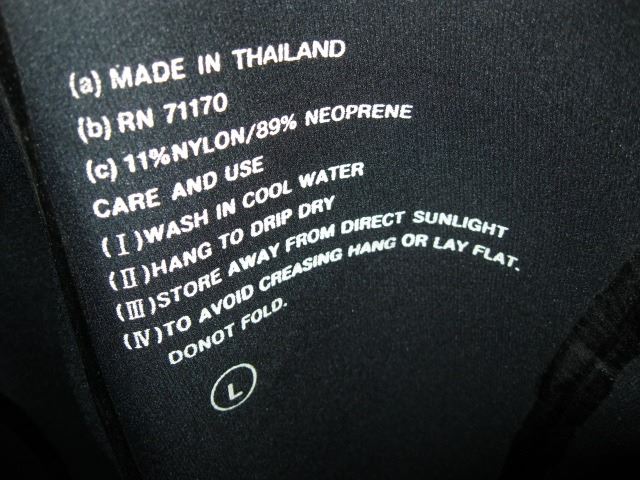 (a) MADE IN THAILAND
(b) RN 71170
(c) 11%NYLON/89% NEOPRENE
CARE AND USE
(I)WASH IN COOL WATER
(II)HANG TO DRIP DRY
(III)STORE AWAY FROM DIRECT SUNLIGHT
(IV)TO AVOID CREASING HANG OR LAY FLAT.
DONOT FOLD.
L